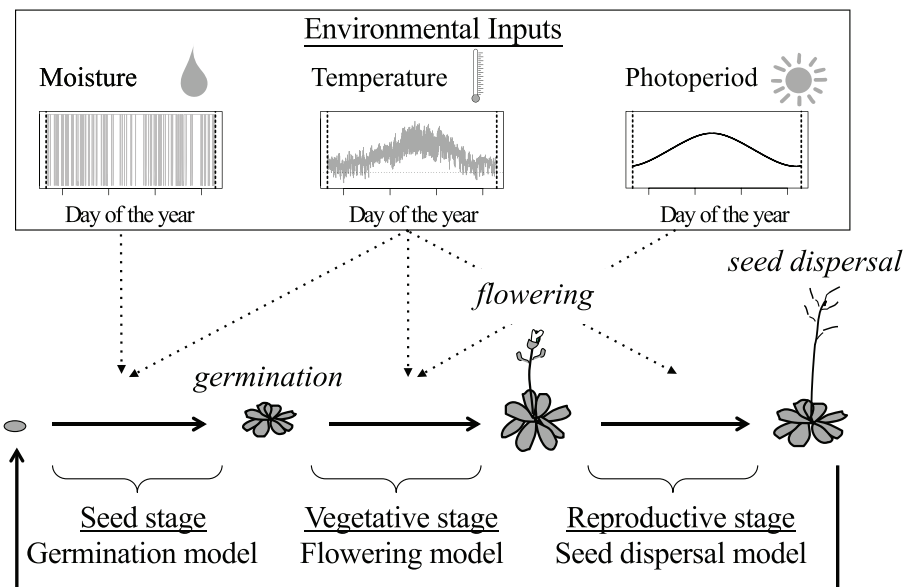 Environmental Inputs
Moisture
Temperature
Photoperiod
Day of the year
Day of the year
Day of the year
seed dispersal
flowering
germination
Seed stage
Germination model
Vegetative stage
Flowering model
Reproductive stage
Seed dispersal model